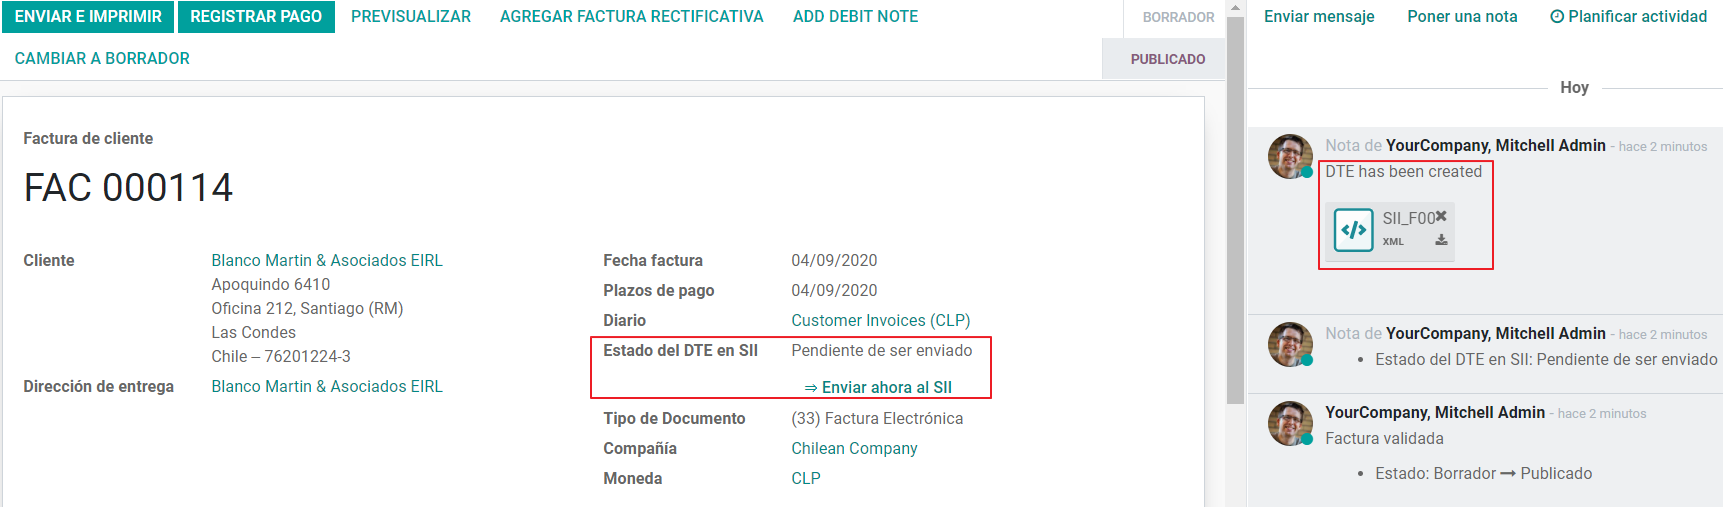 ENVIAR E IMPRIMIR REGISTRAR PAGO PREVISUALIZAR AGREGAR FACTURA RECTIFICATIVA ADD DEBIT NOTE BORRADOR
CAMBIAR A BORRADOR PUBLICADO
Factura de cliente
FAC 000114
Cliente Blanco Martin & Asociados EIRL
Apoquindo 6410
Oficina 212, Santiago (RM)
Las Condes
Chile – 76201224-3
Dirección de entrega Blanco Martin & Asociados EIRL
Fecha factura 04/09/2020
Plazos de pago 04/09/2020
Diario Customer Invoices (CLP)
Estado del DTE en SII Pendiente de ser enviado
⇒ Enviar ahora al SII
Tipo de Documento (33) Factura Electrónica
Compañía Chilean Company
Moneda CLP
Enviar mensaje Poner una nota Planificar actividad
Hoy
Nota de YourCompany, Mitchell Admin - hace 2 minutos
DTE has been created
SII_F00
XML
Nota de YourCompany, Mitchell Admin - hace 2 minutos
• Estado del DTE en SII: Pendiente de ser enviado
YourCompany, Mitchell Admin - hace 2 minutos
Factura validada
• Estado: Borrador ➞ Publicado